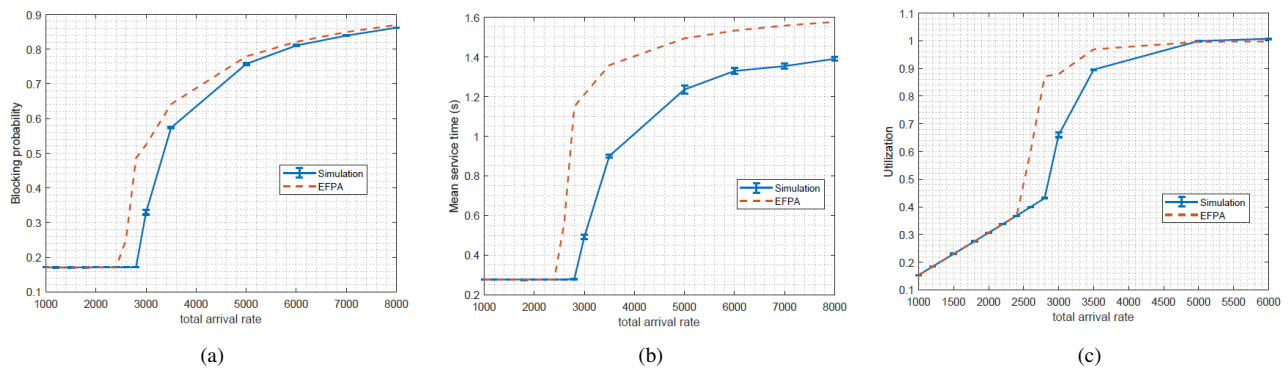 0.9
0.8
0.7
0.6
0.5
0.4
0.3
0.2
0.1
Blocking probability
Simulation
EFPA
1000 2000 3000 4000 5000 6000 7000 8000
total arrival rate
(a)
1.6
1.4
1.2
1
0.8
0.6
0.4
0.2
Mean service time (s)
Simulation
EFPA
1000 2000 3000 4000 5000 6000 7000 8000
total arrival rate
(b)
1.1
1
0.9
0.8
0.7
0.6
0.5
0.4
0.3
0.2
0.1
Utilization
Simulation
EFPA
1000 1500 2000 2500 3000 3500 4000 4500 5000 5500 6000
total arrival rate
(c)